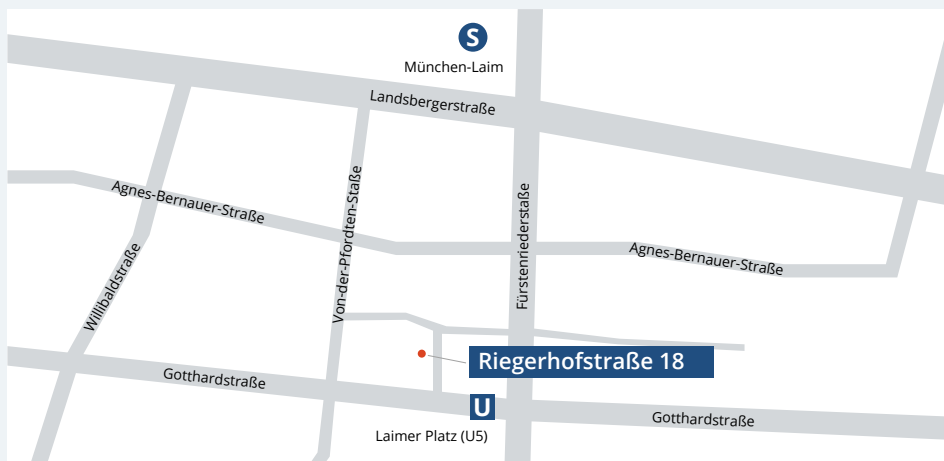 S
München-Laim
Landsbergerstraße
Agnes-Bernauer-Straße
Von-der-Pfordten-Staße
Fürstenriederstaße
Agnes-Bernauer-Straße
Willibaldstraße
Riegerhofstraße 18
Gotthardstraße
U
Gotthardstraße
Laimer Platz (U5)